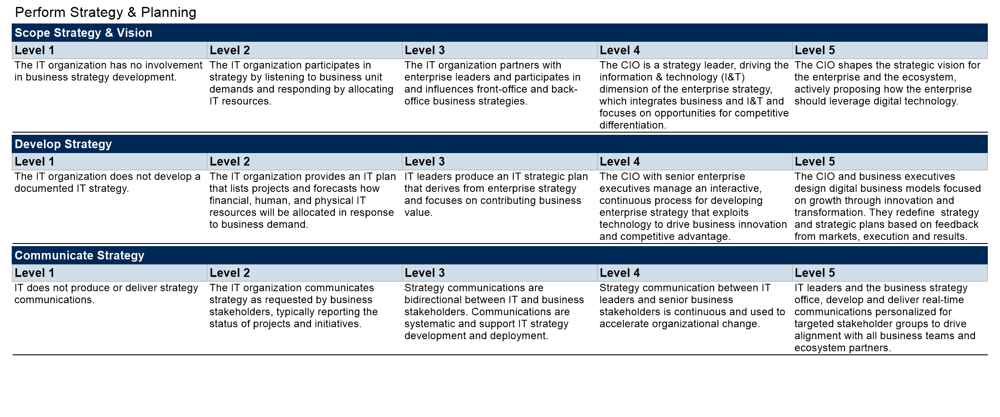 Perform Strategy & Planning
Scope Strategy & Vision
Level 1
The IT organization has no involvement
in business strategy development.
Level 2
The IT organization participates in
strategy by listening to business unit
demands and responding by allocating
IT resources.
Level 3
The IT organization partners with
enterprise leaders and participates in
and influences front-office and back-
office business strategies.
Level 4
The CIO is a strategy leader, driving the
information & technology (I&T)
dimension of the enterprise strategy,
which integrates business and I&T and
focuses on opportunities for competitive
differentiation.
Level 5
The CIO shapes the strategic vision for
the enterprise and the ecosystem,
actively proposing how the enterprise
should leverage digital technology.
Develop Strategy
Level 1
The IT organization does not develop a
documented IT strategy.
Level 2
The IT organization provides an IT plan
that lists projects and forecasts how
financial, human, and physical IT
resources will be allocated in response
to business demand.
Level 3
IT leaders produce an IT strategic plan
that derives from enterprise strategy
and focuses on contributing business
value.
Level 4
The CIO with senior enterprise
executives manage an interactive,
continuous process for developing
enterprise strategy that exploits
technology to drive business innovation
and competitive advantage.
Level 5
The CIO and business executives
design digital business models focused
on growth through innovation and
transformation. They redefine  strategy
and strategic plans based on feedback
from markets, execution and results.
Communicate Strategy
Level 1
IT does not produce or deliver strategy
communications.
Level 2
The IT organization communicates
strategy as requested by business
stakeholders, typically reporting the
status of projects and initiatives.
Level 3
Strategy communications are
bidirectional between IT and business
stakeholders. Communications are
systematic and support IT strategy
development and deployment.
Level 4
Strategy communication between IT
leaders and senior business
stakeholders is continuous and used to
accelerate organizational change.
Level 5
IT leaders and the business strategy
office, develop and deliver real-time
communications personalized for
targeted stakeholder groups to drive
alignment with all business teams and
ecosystem partners.